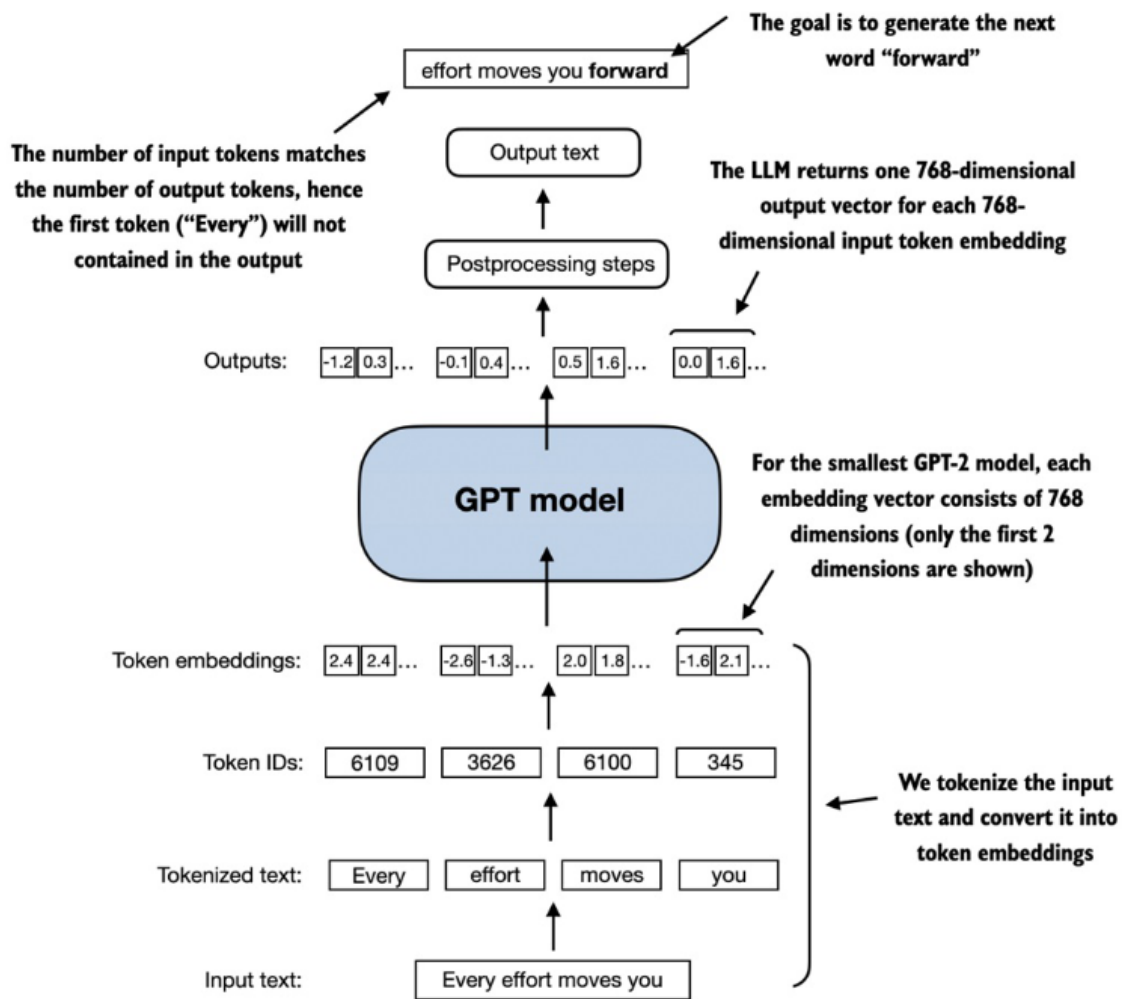 The goal is to generate the next
word “forward”
effort moves you forward
The number of input tokens matches
the number of output tokens, hence
the first token (“Every”) will not
contained in the output
Output text
The LLM returns one 768-dimensional
output vector for each 768-
dimensional input token embedding
Postprocessing steps
Outputs: -1.2 0.3 ... -0.1 0.4 ... 0.5 1.6 ... 0.0 1.6 ...
GPT model
For the smallest GPT-2 model, each
embedding vector consists of 768
dimensions (only the first 2
dimensions are shown)
Token embeddings: 2.4 2.4 ... -2.6 -1.3 ... 2.0 1.8 ... -1.6 2.1 ...
Token IDs: 6109 3626 6100 345
We tokenize the input
text and convert it into
token embeddings
Tokenized text: Every effort moves you
Input text: Every effort moves you